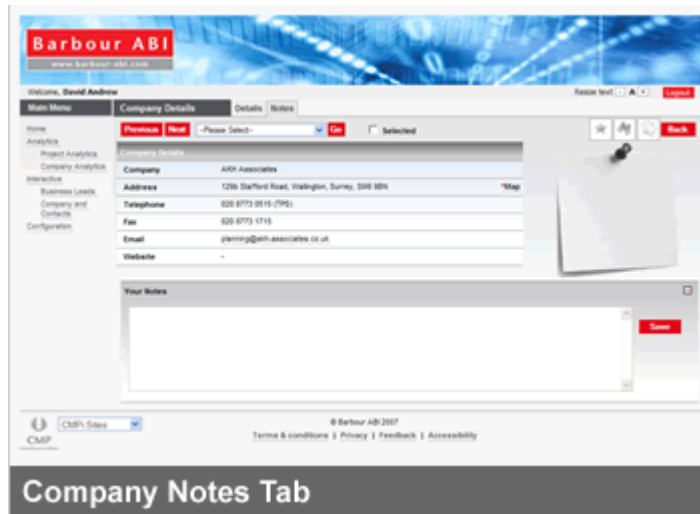 Barbour ABI
www.barbour-abi.com
Welcome, David Andrew
Resize text - A + Logout
Main Menu Company Details Details Notes
Home
Previous Next --Please Select-- Go Selected Back
Analytics
Project Analytics
Company Analytics
Interactive
Business Leads
Company and
Contacts
Configuration
Company Details
Company AKH Associates
Address 129b Stafford Road, Wallington, Surrey, 9BN *Map
Telephone 020 8773 0515 (TPS)
Fax 020 8773 1715
Email planning@akh-associates.co.uk
Website -
Your Notes
Save
CMPi Sites
CMP
© Barbour ABI 2007
Terms & conditions | Privacy | Feedback | Accessibility
Company Notes Tab